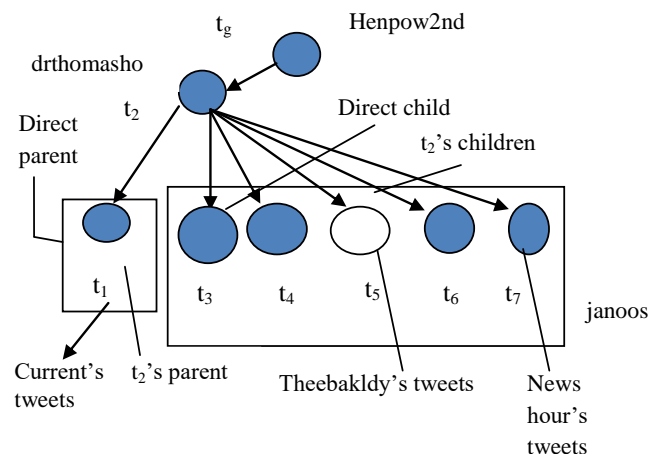 t_g
Henpow2nd
drthomasho
t₂
Direct child
Direct
parent
t₂’s children
t₁
t₃
t₄
t₅
t₆
t₇
janoos
Current’s
tweets
t₂’s parent
Theebakldy’s tweets
News
hour’s
tweets